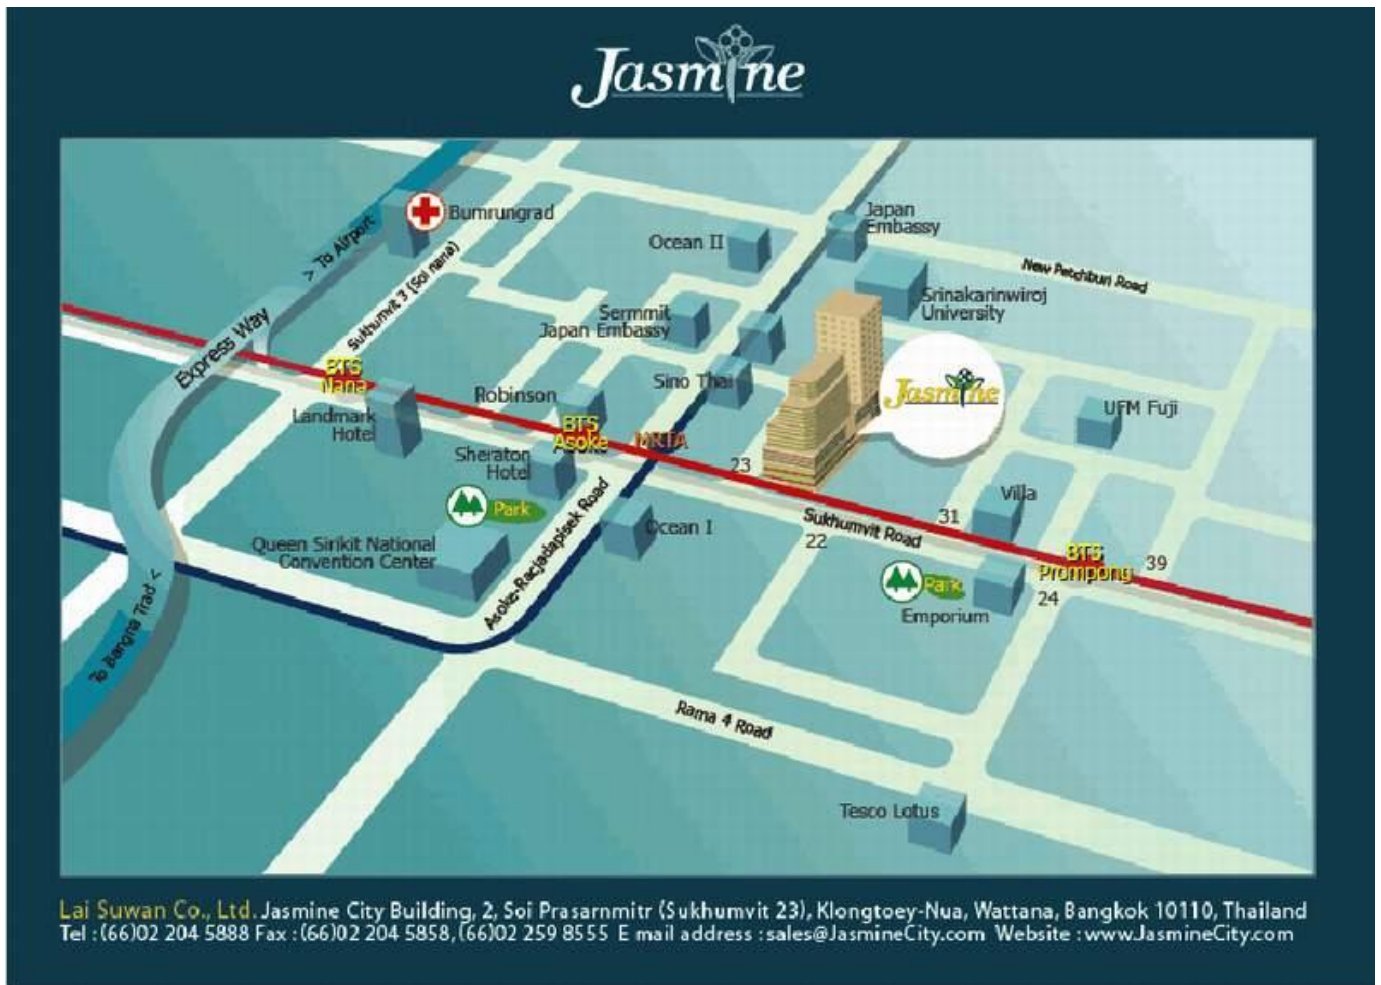 Jasmine
Bumrungrad
> To Airport
Sukhumvit 3 (Soi nana)
Express Way
Ocean II
Japan
Embassy
New Petchburi Road
Srinakarinwiroj
University
Sermmit
Japan Embassy
BTS
Nana
Landmark
Hotel
Robinson
Sino Thai
Jasmine
UFM Fuji
BTS
Asoke
MRTA
Sheraton
Hotel
23
Park
Asoke-Racjadapisek Road
Ocean I
Villa
31
Sukhumvit Road
22
Queen Sirikit National
Convention Center
BTS
Prompong
39
Park
24
Emporium
To Bangna Trad <
Rama 4 Road
Tesco Lotus
Lai Suwan Co., Ltd. Jasmine City Building, 2, Soi Prasarnmitr (Sukhumvit 23), Klongtoey-Nua, Wattana, Bangkok 10110, Thailand
Tel :(66)02 204 5888 Fax :(66)02 204 5858, (66)02 259 8555 E mail address :sales@JasmineCity.com Website :www.JasmineCity.com